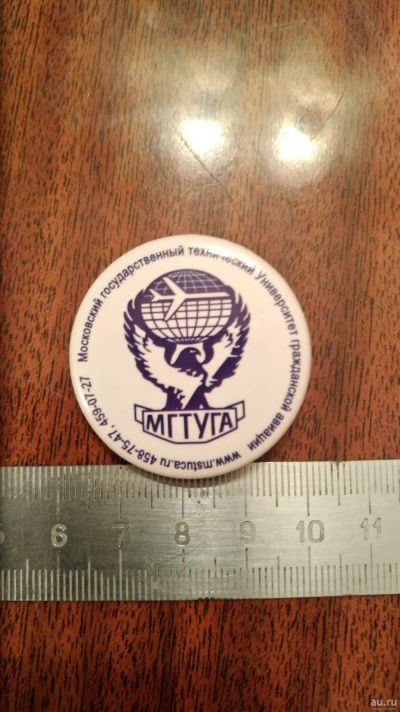 Московский государственный технический Университет гражданской авиации
www.mstuca.ru 458-75-47, 459-07-27
МГТУГА
6 7 8 9 10 11
au.ru